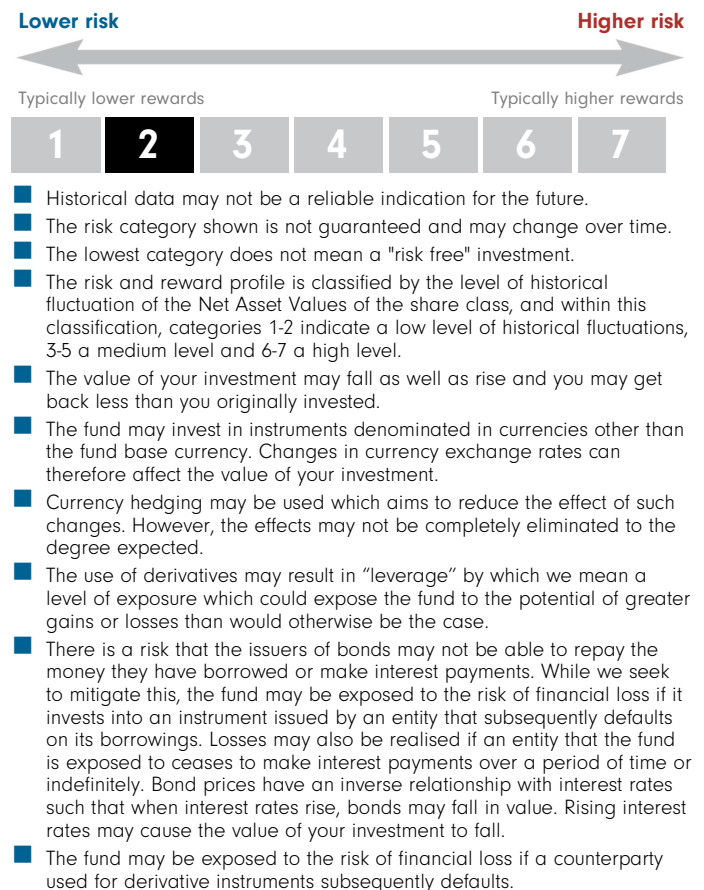 Lower risk Higher risk
Typically lower rewards Typically higher rewards
1 2 3 4 5 6 7
Historical data may not be a reliable indication for the future.
The risk category shown is not guaranteed and may change over time.
The lowest category does not mean a "risk free" investment.
The risk and reward profile is classified by the level of historical
fluctuation of the Net Asset Values of the share class, and within this
classification, categories 1-2 indicate a low level of historical fluctuations,
3-5 a medium level and 6-7 a high level.
The value of your investment may fall as well as rise and you may get
back less than you originally invested.
The fund may invest in instruments denominated in currencies other than
the fund base currency. Changes in currency exchange rates can
therefore affect the value of your investment.
Currency hedging may be used which aims to reduce the effect of such
changes. However, the effects may not be completely eliminated to the
degree expected.
The use of derivatives may result in “leverage” by which we mean a
level of exposure which could expose the fund to the potential of greater
gains or losses than would otherwise be the case.
There is a risk that the issuers of bonds may not be able to repay the
money they have borrowed or make interest payments. While we seek
to mitigate this, the fund may be exposed to the risk of financial loss if it
invests into an instrument issued by an entity that subsequently defaults
on its borrowings. Losses may also be realised if an entity that the fund
is exposed to ceases to make interest payments over a period of time or
indefinitely. Bond prices have an inverse relationship with interest rates
such that when interest rates rise, bonds may fall in value. Rising interest
rates may cause the value of your investment to fall.
The fund may be exposed to the risk of financial loss if a counterparty
used for derivative instruments subsequently defaults.